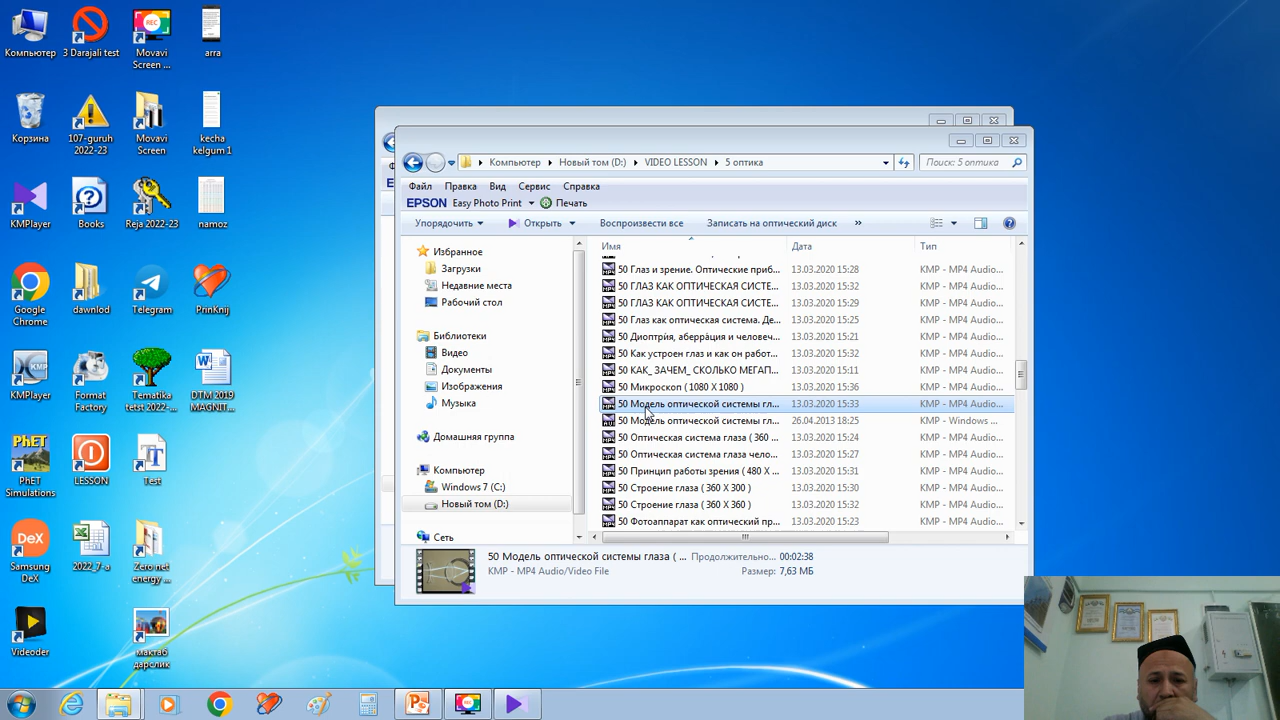 Компьютер
3 Darajali test
Movavi Screen ...
arra
Корзина
107-guruh 2022-23
Movavi Screen
kecha kelgum 1
KMPlayer
Books
Reja 2022-23
namoz
Google Chrome
dawnlod
Telegram
PrinKnij
KMPlayer
Format Factory
Tematika tetst 2022-...
DTM 2019 MAGNIT...
PhET Simulations
LESSON
Test
Samsung DeX
2022_7-a
Zero net energy ...
Videoder
мактаб дарслик
Компьютер
Новый том (D:)
VIDEO LESSON
5 оптика
Поиск: 5 оптика
Файл
Правка
Вид
Сервис
Справка
EPSON
Easy Photo Print
Печать
Упорядочить
Открыть
Воспроизвести все
Записать на оптический диск
»
Избранное
Загрузки
Недавние места
Рабочий стол
Библиотеки
Видео
Документы
Изображения
Музыка
Домашняя группа
Компьютер
Windows 7 (C:)
Новый том (D:)
Сеть
Имя
Дата
Тип
50 Глаз и зрение. Оптические приб... 13.03.2020 15:28 KMP - MP4 Audio...
50 ГЛАЗ КАК ОПТИЧЕСКАЯ СИСТЕ... 13.03.2020 15:32 KMP - MP4 Audio...
50 ГЛАЗ КАК ОПТИЧЕСКАЯ СИСТЕ... 13.03.2020 15:29 KMP - MP4 Audio...
50 Глаз как оптическая система. Де... 13.03.2020 15:25 KMP - MP4 Audio...
50 Диоптри́я, аберра́ция и человеч... 13.03.2020 15:21 KMP - MP4 Audio...
50 Как устроен глаз и как он работ... 13.03.2020 15:32 KMP - MP4 Audio...
50 КАК_ ЗАЧЕМ_ СКОЛЬКО МЕГАП... 13.03.2020 15:11 KMP - MP4 Audio...
50 Микроскоп ( 1080 X 1080 ) 13.03.2020 15:36 KMP - MP4 Audio...
50 Модель оптической системы гл... 13.03.2020 15:33 KMP - MP4 Audio...
50 Модель оптической системы гл... 26.04.2013 18:25 KMP - Windows ...
50 Оптическая система глаза ( 360 ... 13.03.2020 15:24 KMP - MP4 Audio...
50 Оптическая система глаза чело... 13.03.2020 15:27 KMP - MP4 Audio...
50 Принцип работы зрения ( 480 X ... 13.03.2020 15:31 KMP - MP4 Audio...
50 Строение глаза ( 360 X 300 ) 13.03.2020 15:30 KMP - MP4 Audio...
50 Строение глаза ( 360 X 360 ) 13.03.2020 15:32 KMP - MP4 Audio...
50 Фотоаппарат как оптический пр... 13.03.2020 15:23 KMP - MP4 Audio...
50 Модель оптической системы глаза ( ... Продолжительно... 00:02:38
KMP - MP4 Audio/Video File Размер: 7,63 МБ